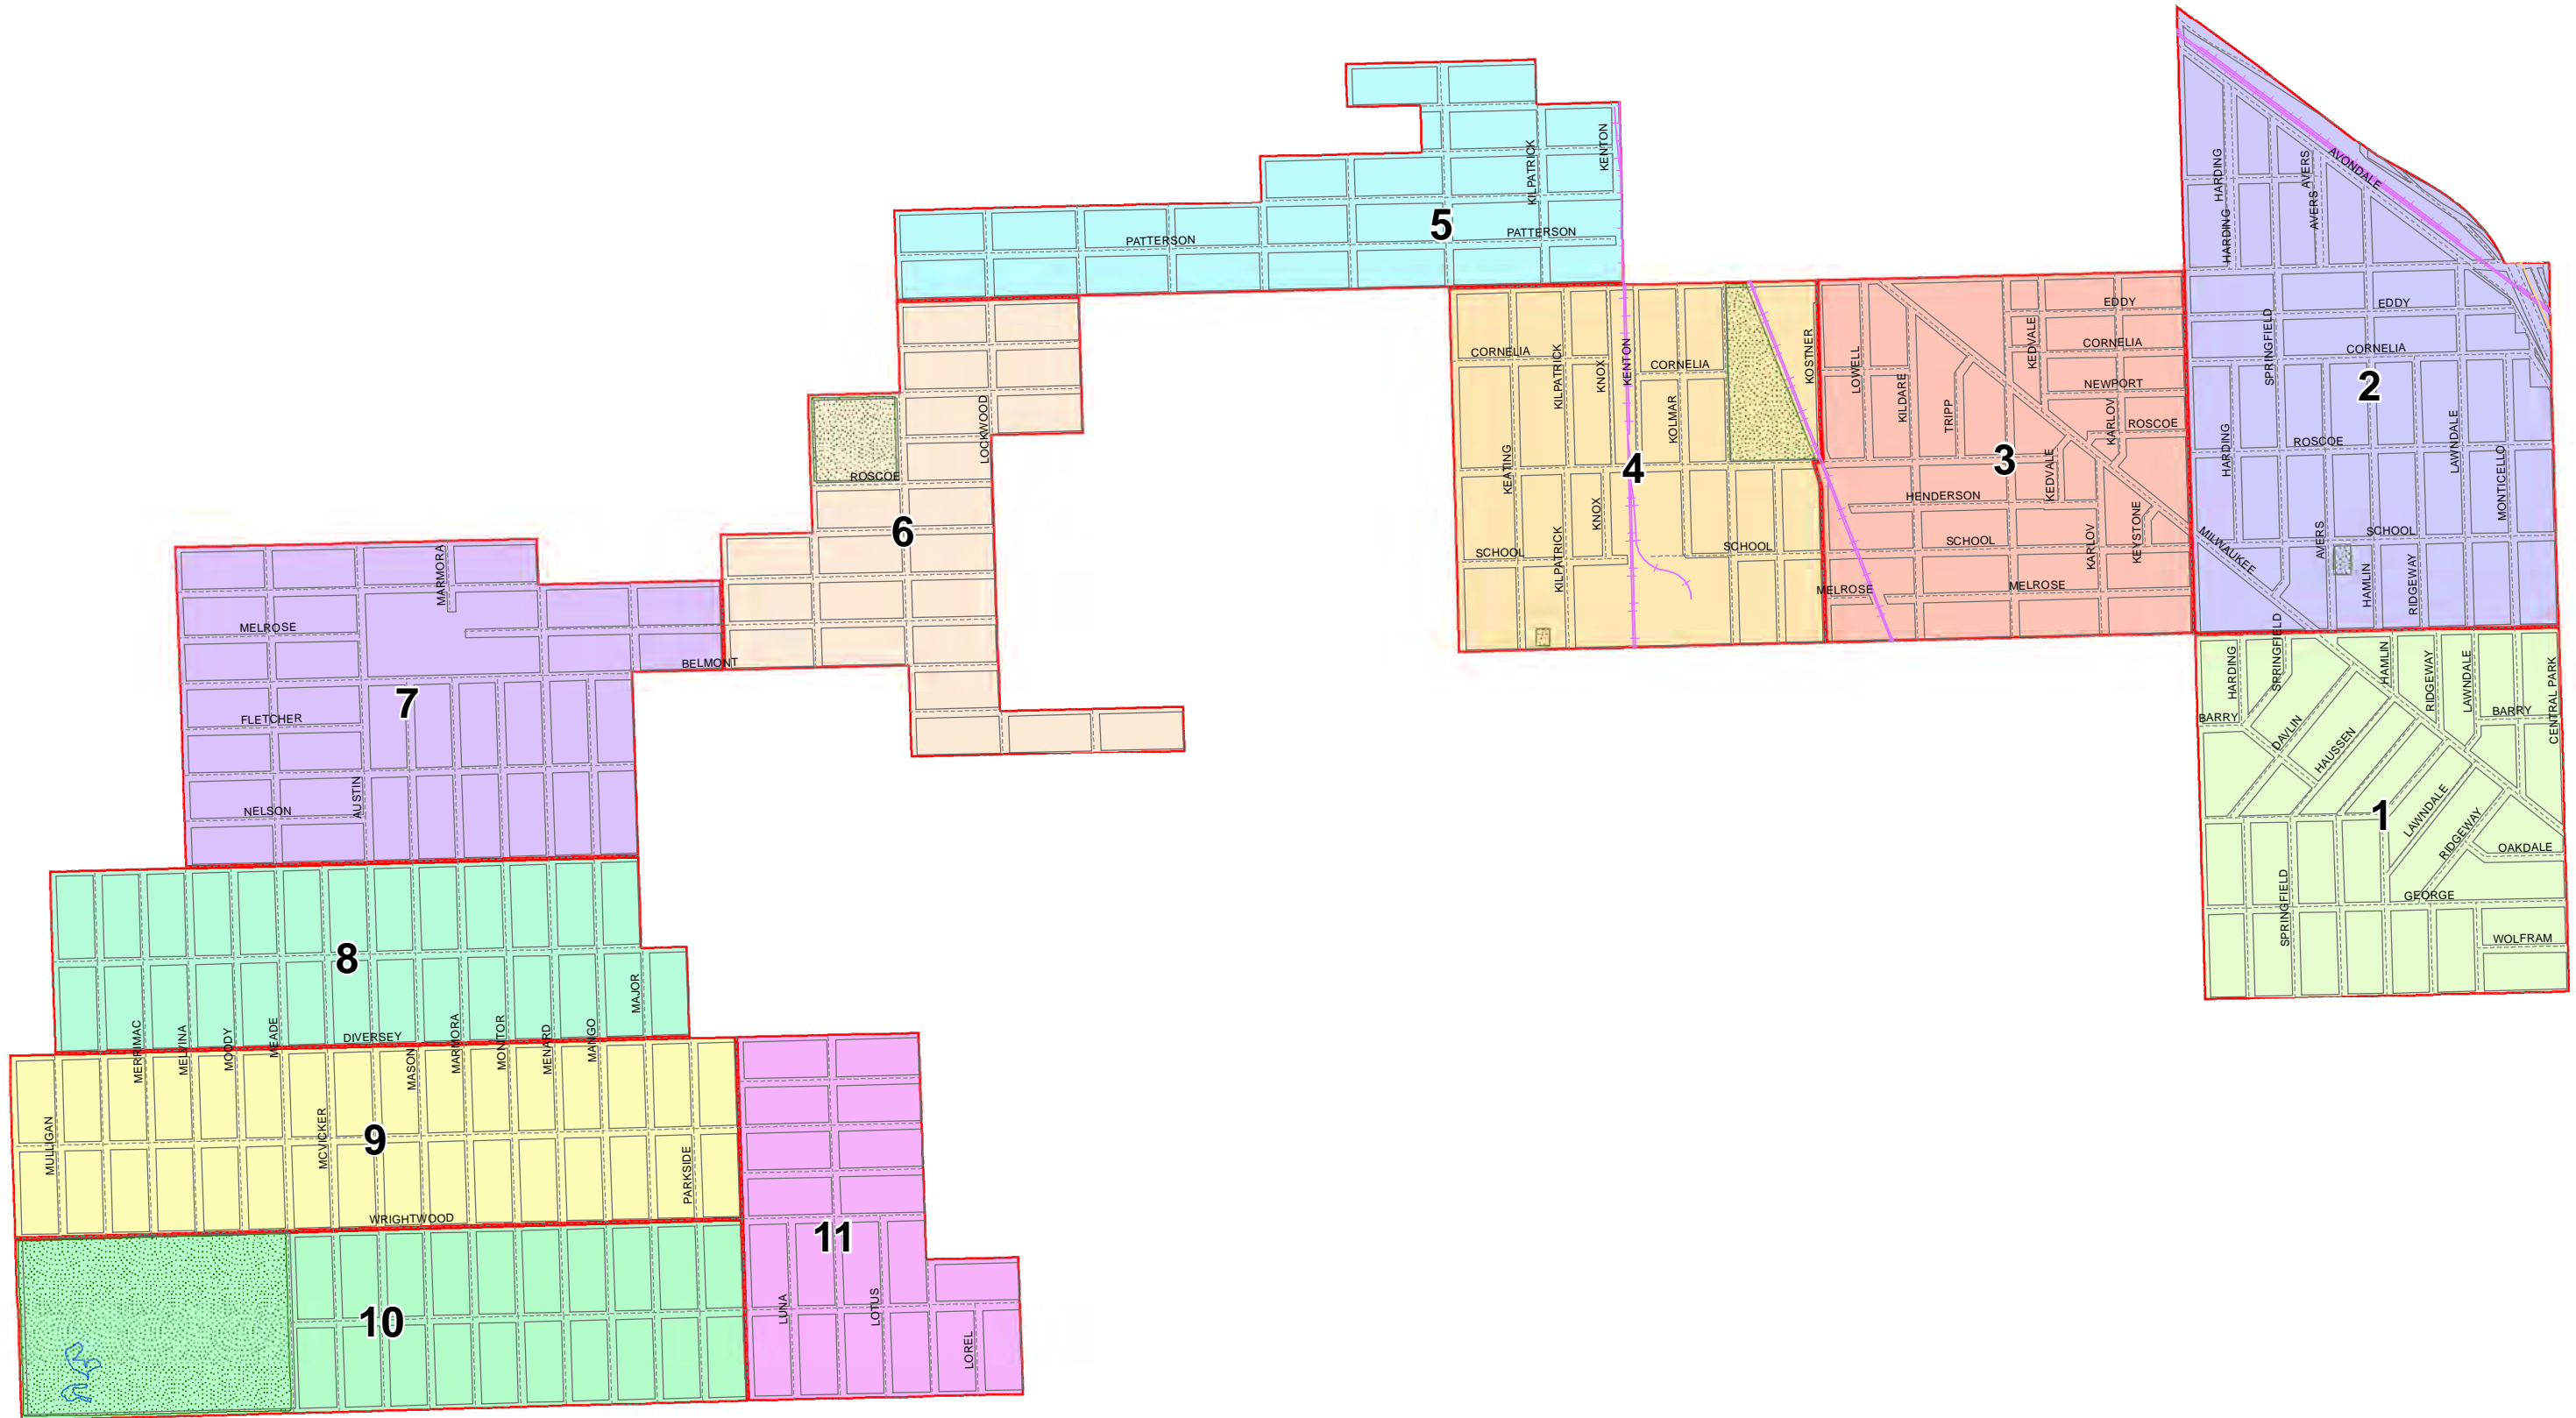 KENTON
KILPATRICK
AVONDALE
HARDING
AVERS
AVERS
HARDING
PATTERSON
5
PATTERSON
EDDY
EDDY
CORNELIA
KILPATRICK
KNOX
KENTON
CORNELIA
KOLMAR
KOSTNER
LOWELL
KILDARE
TRIPP
KEDVALE
CORNELIA
NEWPORT
KARLOV
ROSCOE
SPRINGFIELD
CORNELIA
2
LAWNDALE
ROSCOE
HARDING
MONTICELLO
LOCKWOOD
ROSCOE
6
KEATING
4
KNOX
3
KEDVALE
HENDERSON
SCHOOL
KILPATRICK
SCHOOL
SCHOOL
KARLOV
KEYSTONE
MELROSE
MELROSE
MILWAUKEE
AVERS
SCHOOL
HAMLIN
RIDGEWAY
MARMORA
MELROSE
BELMONT
7
FLETCHER
NELSON
AUSTIN
HARDING
SPRINGFIELD
HAMLIN
RIDGEWAY
LAWNDALE
CENTRAL PARK
BARRY
BARRY
DAVLIN
HAUSSEN
1
LAWNDALE
RIDGEWAY
OAKDALE
GEORGE
SPRINGFIELD
WOLFRAM
8
MAJOR
DIVERSEY
MERRIMAC
MELVINA
MOODY
MEADE
MASON
MARMORA
MONITOR
MENARD
MANGO
MULLIGAN
MCVICKER
9
PARKSIDE
WRIGHTWOOD
11
10
LUNA
LOTUS
LOREL